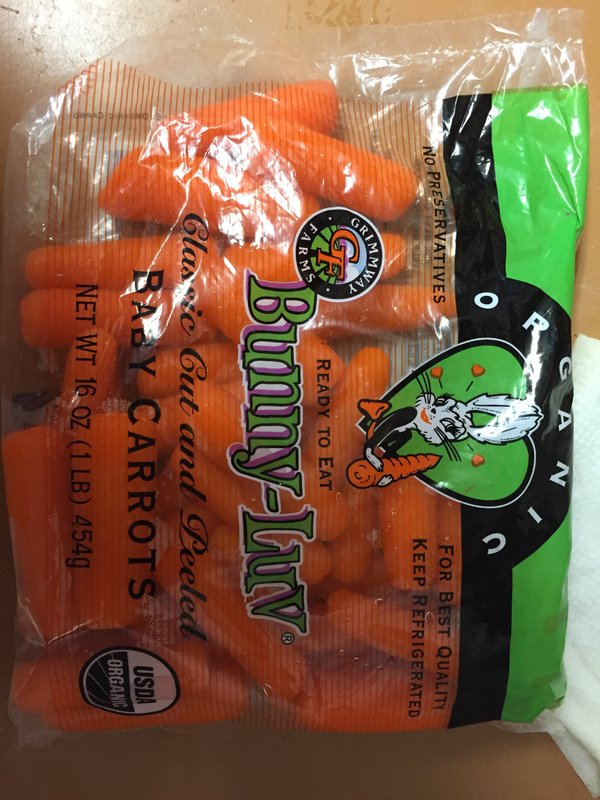 ORGANIC
NO PRESERVATIVES
FOR BEST QUALITY
KEEP REFRIGERATED
GRIMMWAY
GF
FARMS
READY TO EAT
Bunny-Luv®
Classic Cut and Peeled
BABY CARROTS
NET WT 16 OZ (1 LB) 454g
USDA
ORGANIC